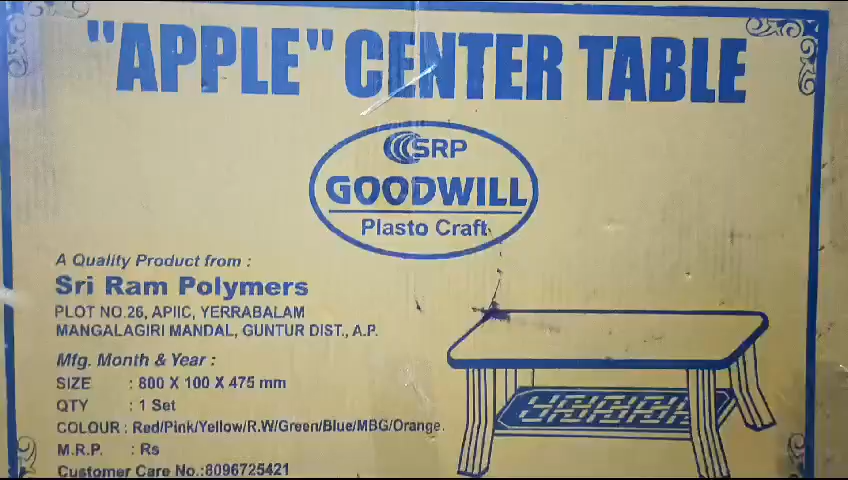 "APPLE" CENTER TABLE
SRP
GOODWILL
Plasto Craft
A Quality Product from :
Sri Ram Polymers
PLOT NO.26, APIIC, YERRABALAM
MANGALAGIRI MANDAL, GUNTUR DIST., A.P.
Mfg. Month & Year :
SIZE : 800 X 100 X 475 mm
QTY : 1 Set
COLOUR : Red/Pink/Yellow/R.W/Green/Blue/MBG/Orange.
M.R.P. : Rs
Customer Care No.:8096725421